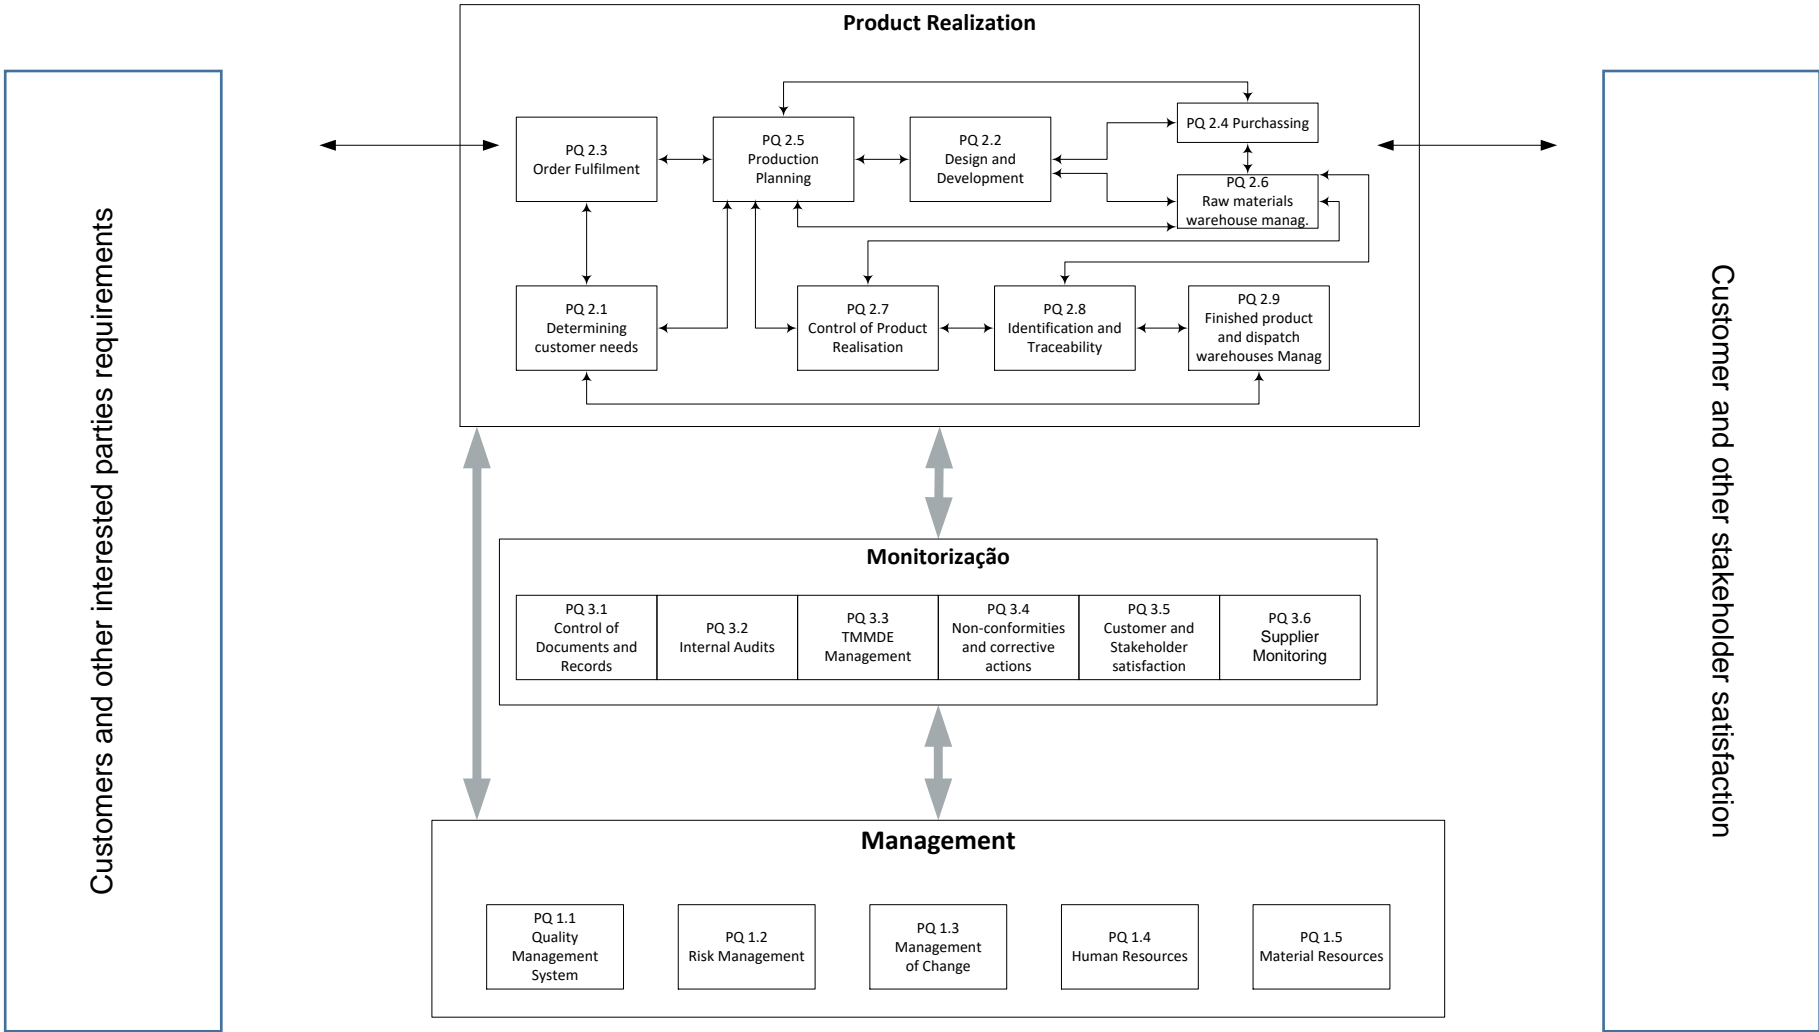 Product Realization
Customers and other interested parties requirements
PQ 2.3
Order Fulfilment
PQ 2.5
Production
Planning
PQ 2.2
Design and
Development
PQ 2.4 Purchassing
PQ 2.6
Raw materials
warehouse manag.
PQ 2.1
Determining
customer needs
PQ 2.7
Control of Product
Realisation
PQ 2.8
Identification and
Traceability
PQ 2.9
Finished product
and dispatch
warehouses Manag
Customer and other stakeholder satisfaction
Monitorização
PQ 3.1
Control of
Documents and
Records
PQ 3.2
Internal Audits
PQ 3.3
TMMDE
Management
PQ 3.4
Non-conformities
and corrective
actions
PQ 3.5
Customer and
Stakeholder
satisfaction
PQ 3.6
Supplier
Monitoring
Management
PQ 1.1
Quality
Management
System
PQ 1.2
Risk Management
PQ 1.3
Management
of Change
PQ 1.4
Human Resources
PQ 1.5
Material Resources